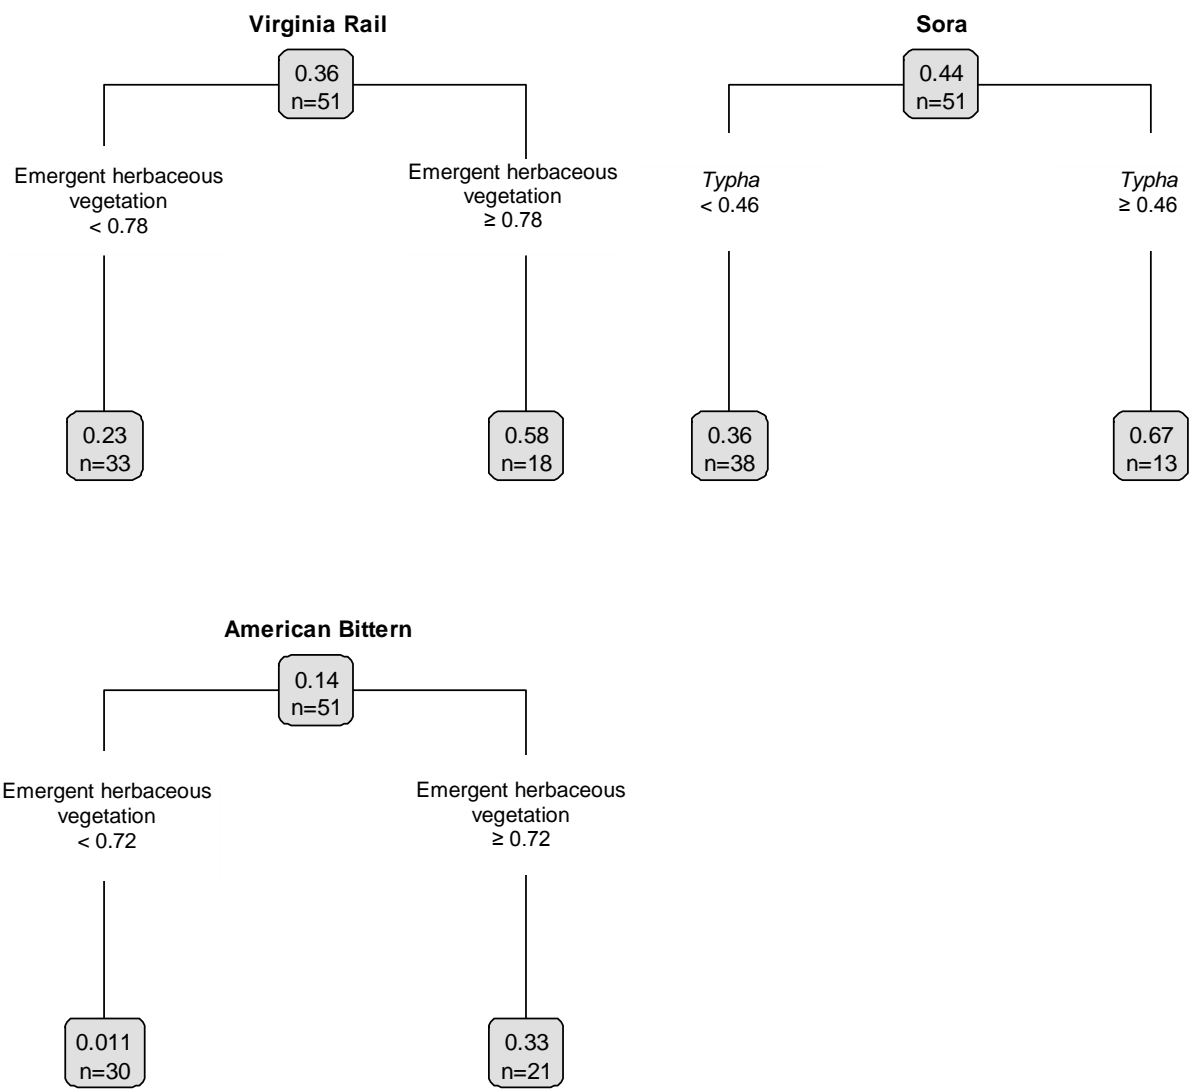 Virginia Rail
0.36
n=51
Emergent herbaceous
vegetation
< 0.78
Emergent herbaceous
vegetation
≥ 0.78
0.23
n=33
0.58
n=18
Sora
0.44
n=51
Typha
< 0.46
Typha
≥ 0.46
0.36
n=38
0.67
n=13
American Bittern
0.14
n=51
Emergent herbaceous
vegetation
< 0.72
Emergent herbaceous
vegetation
≥ 0.72
0.011
n=30
0.33
n=21